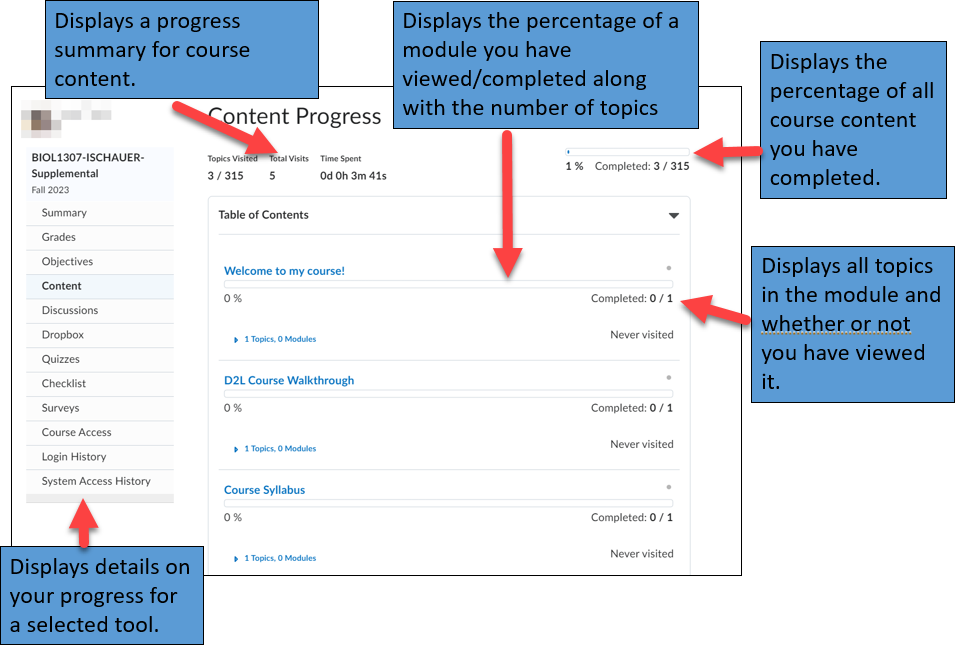 Displays a progress
summary for course
content.
Displays the percentage of a
module you have
viewed/completed along
with the number of topics
Displays the
percentage of all
course content
you have
completed.
Content Progress
BIOL1307-ISCHAUER-
Supplemental
Fall 2023
Topics Visited Total Visits Time Spent
3 / 315 5 0d 0h 3m 41s
1 % Completed: 3 / 315
Summary
Grades
Objectives
Content
Discussions
Dropbox
Quizzes
Checklist
Surveys
Course Access
Login History
System Access History
Table of Contents
Welcome to my course!
0 % Completed: 0 / 1
1 Topics, 0 Modules Never visited
D2L Course Walkthrough
0 % Completed: 0 / 1
1 Topics, 0 Modules Never visited
Course Syllabus
0 % Completed: 0 / 1
1 Topics, 0 Modules Never visited
Displays all topics
in the module and
whether or not
you have viewed
it.
Displays details on
your progress for
a selected tool.